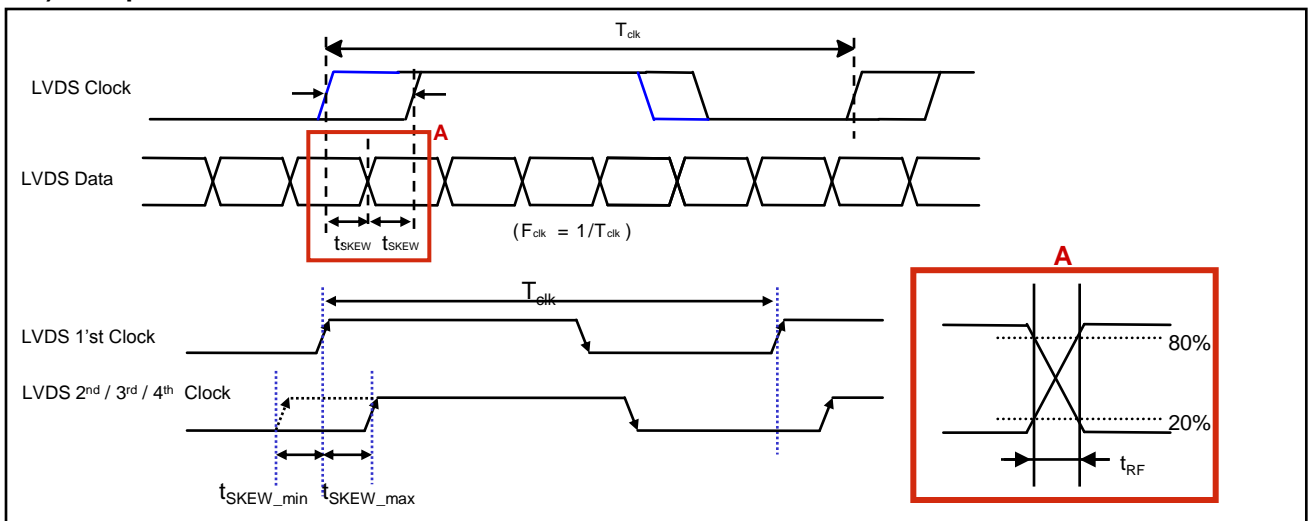 Tclk
LVDS Clock
A
LVDS Data
tSKEW tSKEW
(Fclk = 1/Tclk)
A
Tclk
LVDS 1'st Clock
80%
LVDS 2nd / 3rd / 4th Clock
20%
tRF
tSKEW_min tSKEW_max